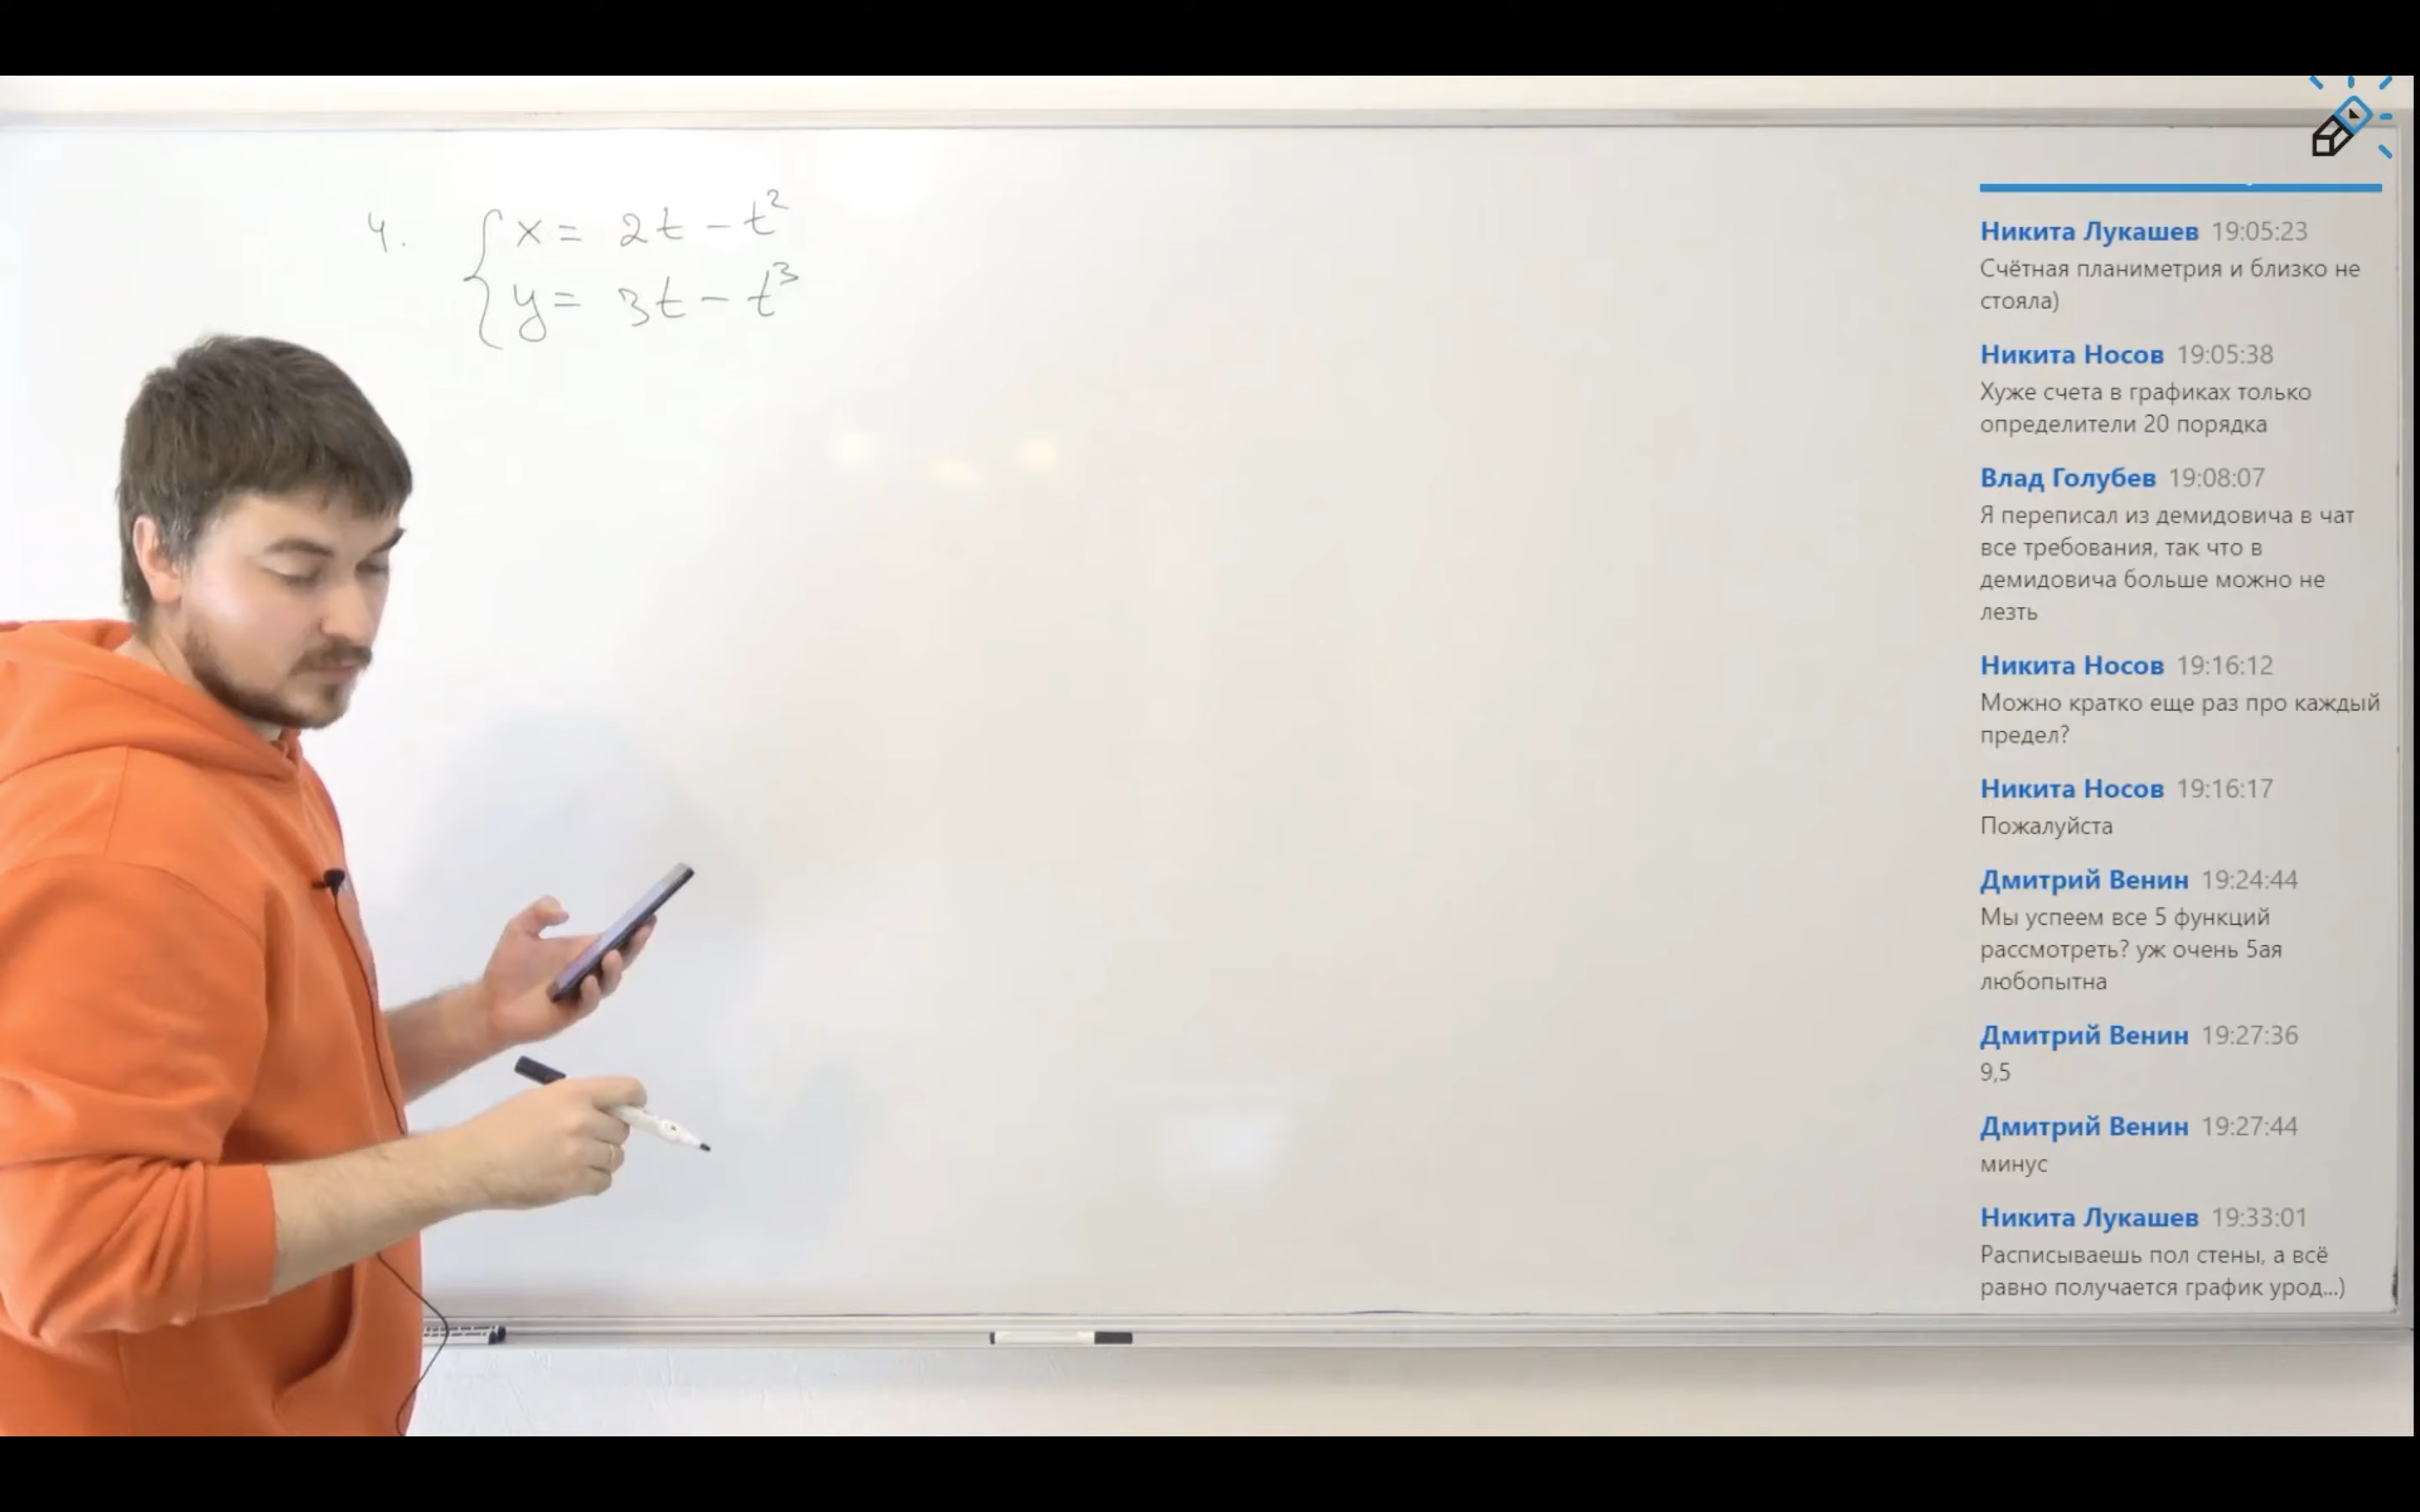 4. { x = 2t - t²
y = 3t - t³
Никита Лукашев 19:05:23
Счётная планиметрия и близко не
стояла)
Никита Носов 19:05:38
Хуже счета в графиках только
определители 20 порядка
Влад Голубев 19:08:07
Я переписал из демидовича в чат
все требования, так что в
демидовича больше можно не
лезть
Никита Носов 19:16:12
Можно кратко еще раз про каждый
предел?
Никита Носов 19:16:17
Пожалуйста
Дмитрий Венин 19:24:44
Мы успеем все 5 функций
рассмотреть? уж очень 5ая
любопытна
Дмитрий Венин 19:27:36
9,5
Дмитрий Венин 19:27:44
минус
Никита Лукашев 19:33:01
Расписываешь пол стены, а всё
равно получается график урод...)